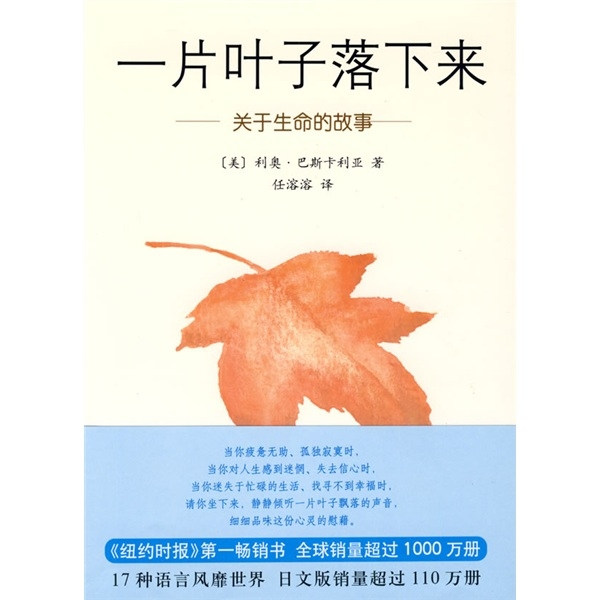 一片叶子落下来
关于生命的故事
〔美〕利奥·巴斯卡利亚 著
任溶溶 译
当你疲惫无助、孤独寂寞时,
当你对人生感到迷惘、失去信心时,
当你迷失于忙碌的生活、找寻不到幸福时,
请你坐下来,静静倾听一片叶子飘落的声音,
细细品味这份心灵的慰藉。
《纽约时报》第一畅销书 全球销量超过 1000 万册
17 种语言风靡世界 日文版销量超过 110 万册